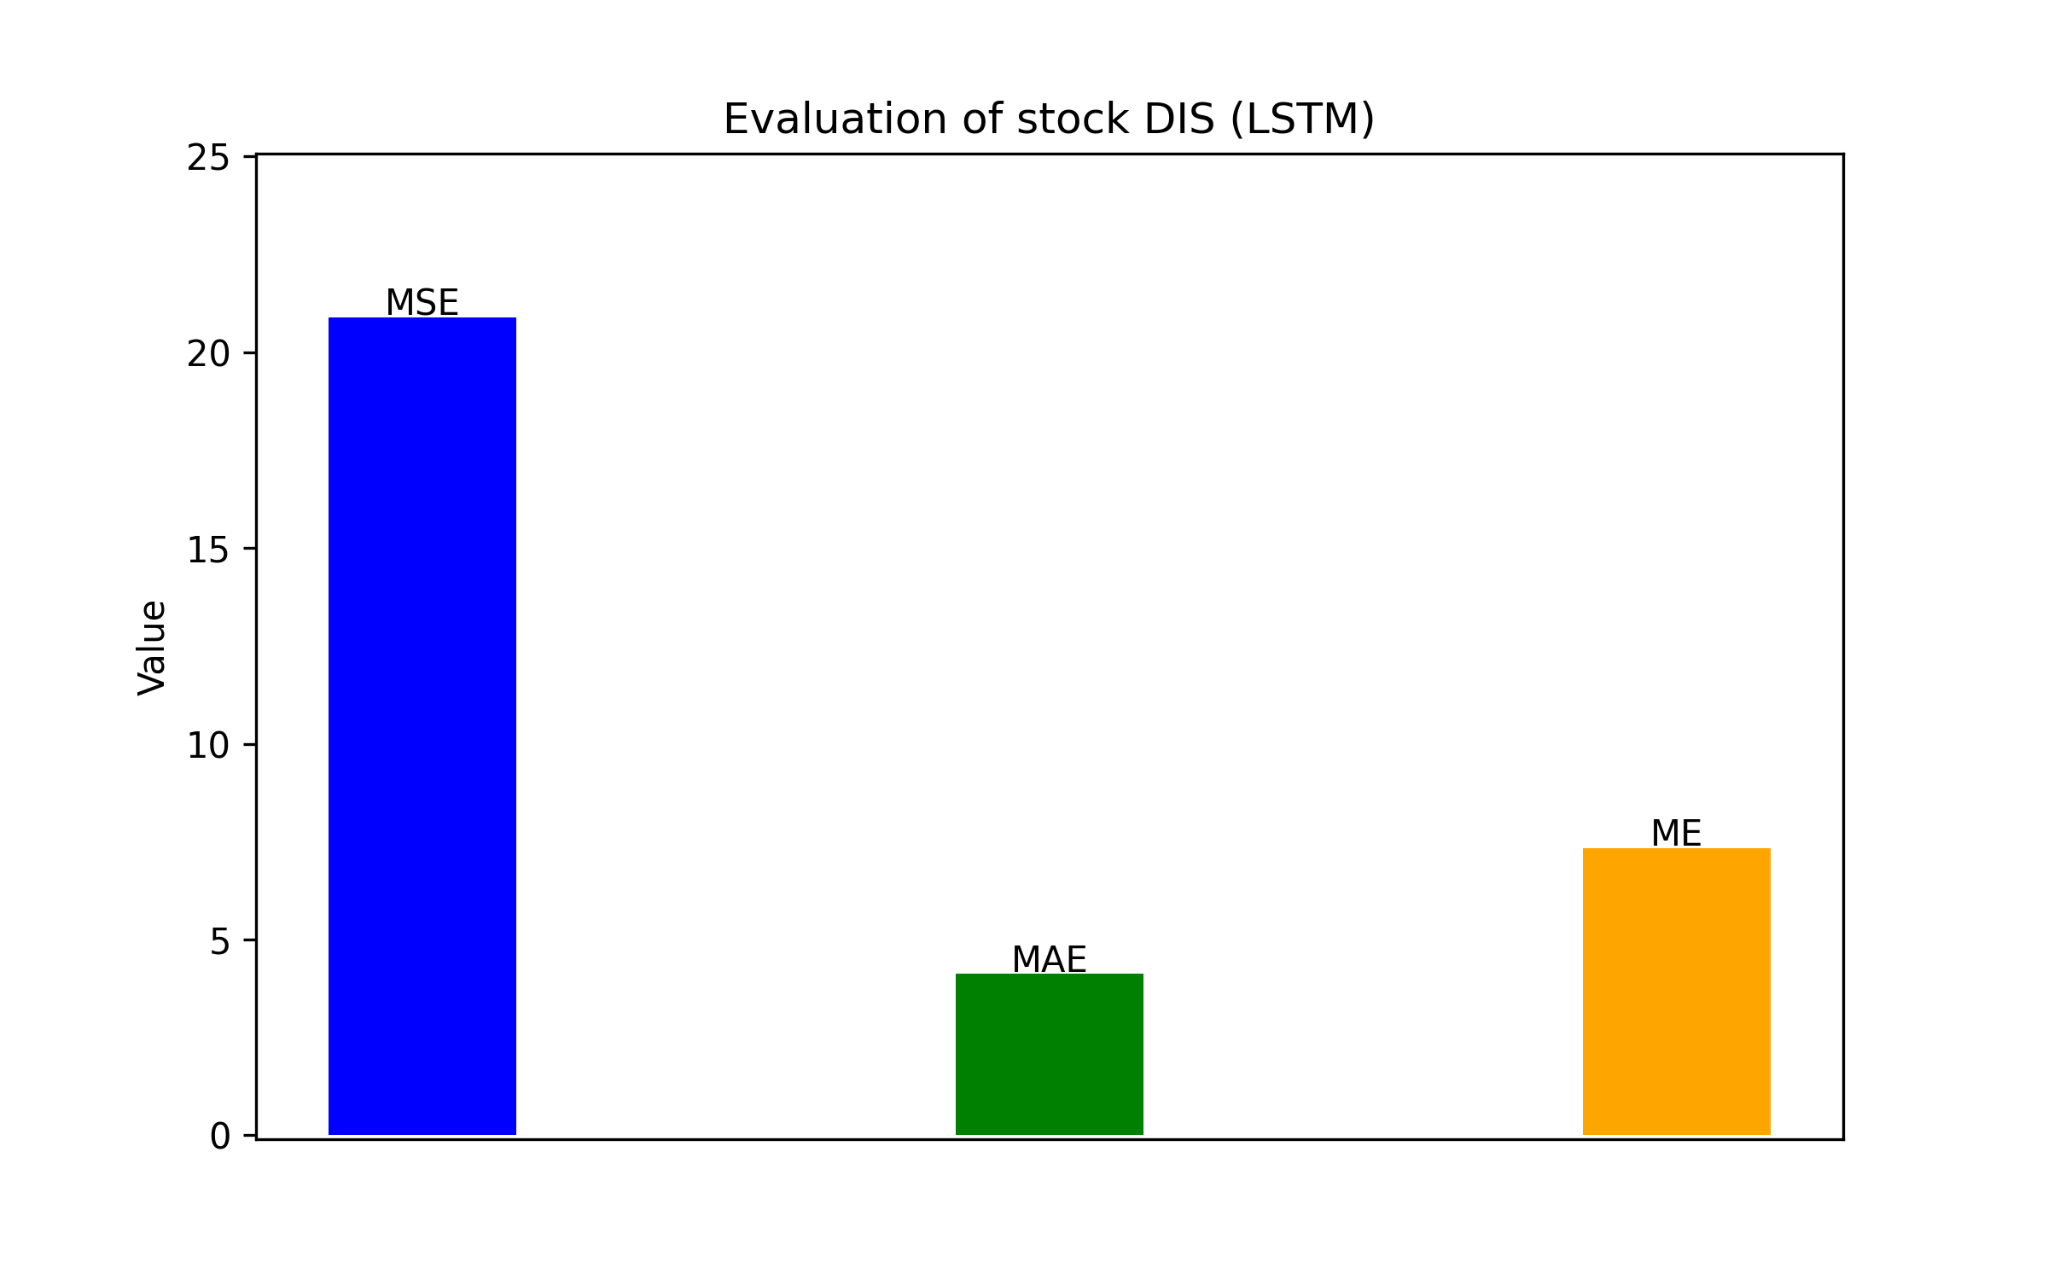 Evaluation of stock DIS (LSTM)
25
20
15
10
5
0
Value
MSE
MAE
ME